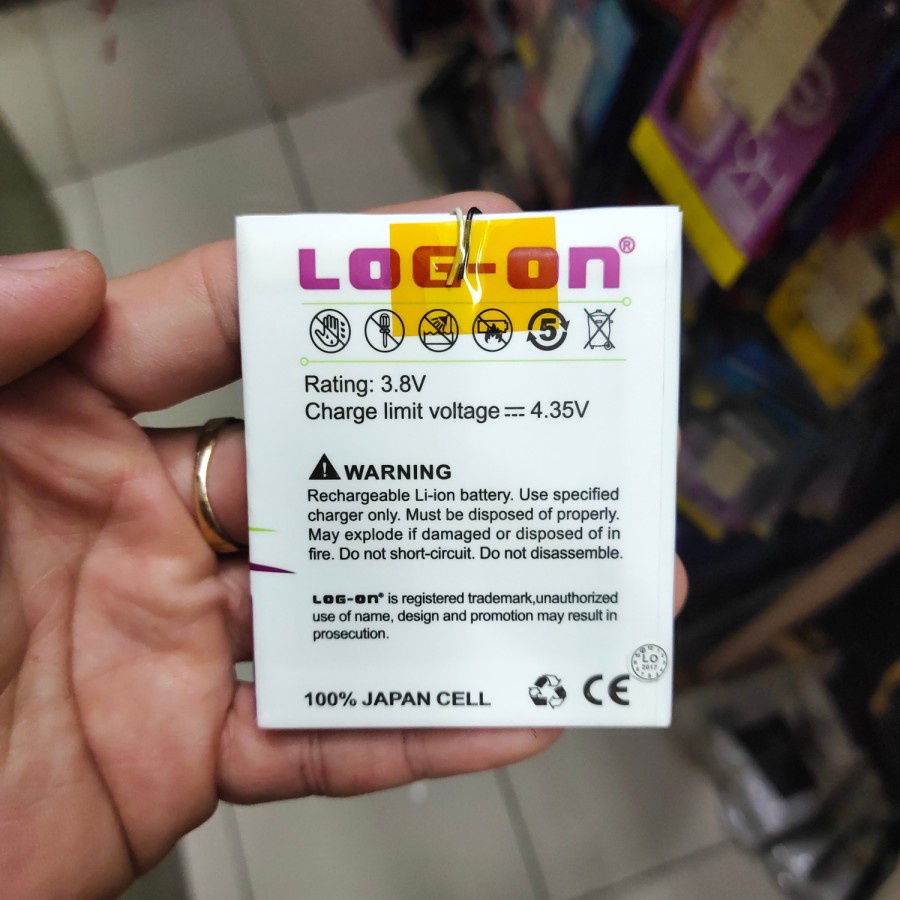 LOG-ON®
5
Rating: 3.8V
Charge limit voltage ⎓ 4.35V
WARNING
Rechargeable Li-ion battery. Use specified
charger only. Must be disposed of properly.
May explode if damaged or disposed of in
fire. Do not short-circuit. Do not disassemble.
LOG-ON® is registered trademark,unauthorized
use of name, design and promotion may result in
prosecution.
LO
2917
100% JAPAN CELL CE